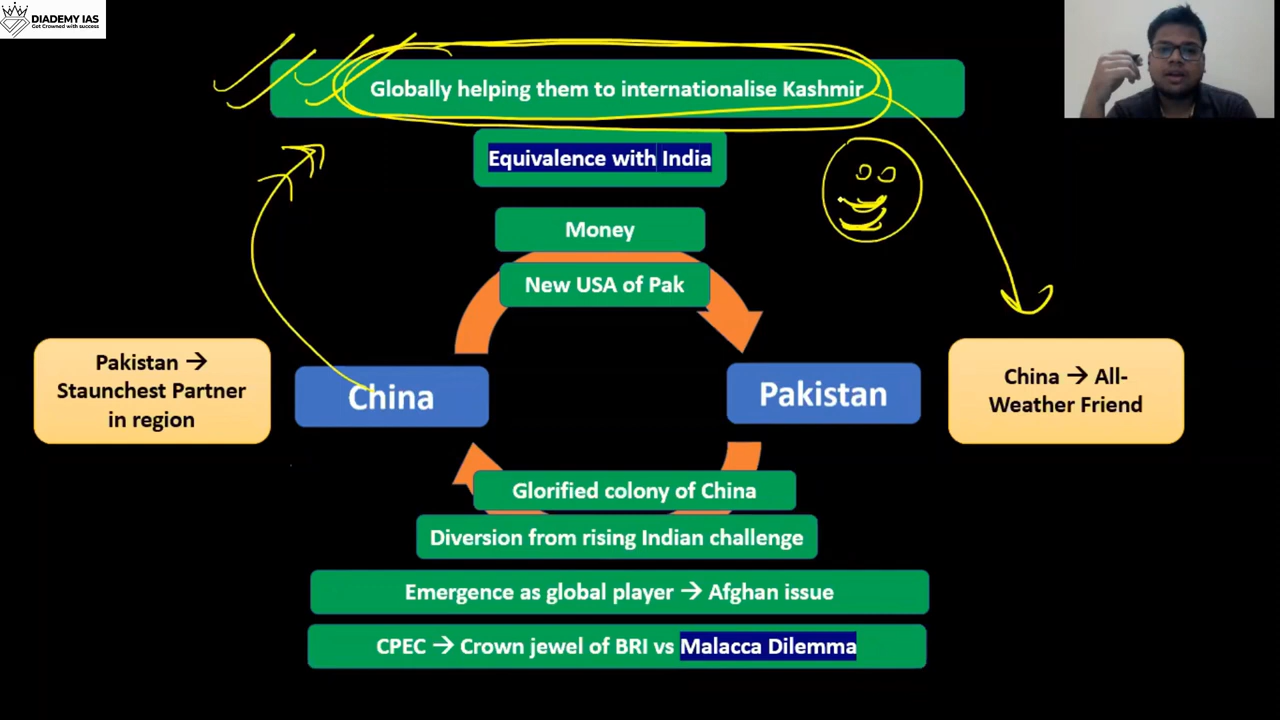 DIADEMY IAS
Get Crowned with success
Globally helping them to internationalise Kashmir
Equivalence with India
Money
New USA of Pak
Pakistan →
Staunchest Partner
in region
China
Pakistan
China → All-
Weather Friend
Glorified colony of China
Diversion from rising Indian challenge
Emergence as global player → Afghan issue
CPEC → Crown jewel of BRI vs Malacca Dilemma